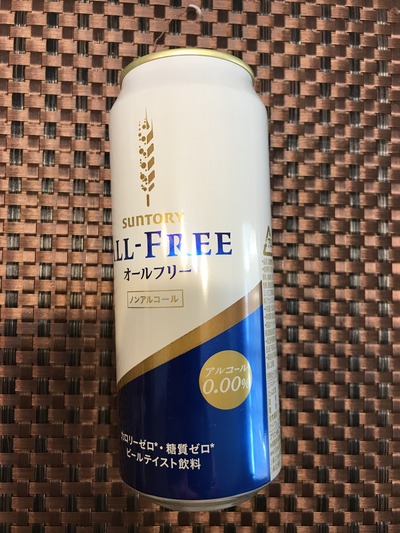 SUNTORY
ALL-FREE
オールフリー
ノンアルコール
アルコール
0.00%
カロリーゼロ*・糖質ゼロ*
ビールテイスト飲料